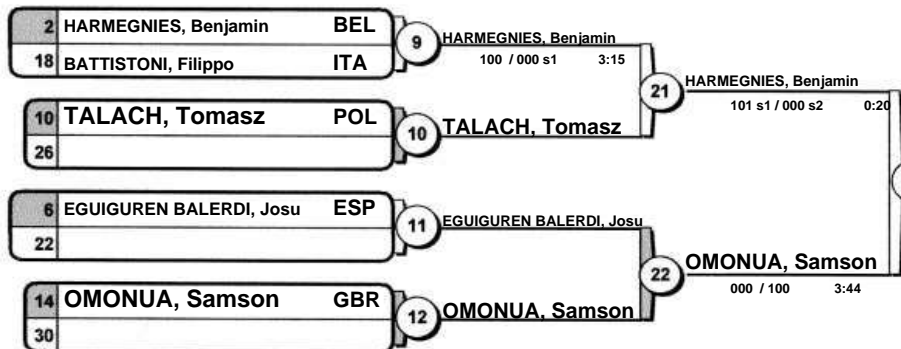 2 HARMEGNIES, Benjamin BEL
18 BATTISTONI, Filippo ITA
9
HARMEGNIES, Benjamin
100 / 000 s1 3:15
10 TALACH, Tomasz POL
26
10
TALACH, Tomasz
21
HARMEGNIES, Benjamin
101 s1 / 000 s2 0:20
6 EGUIGUREN BALERDI, Josu ESP
22
11
EGUIGUREN BALERDI, Josu
14 OMONUA, Samson GBR
30
12
OMONUA, Samson
22
OMONUA, Samson
000 / 100 3:44